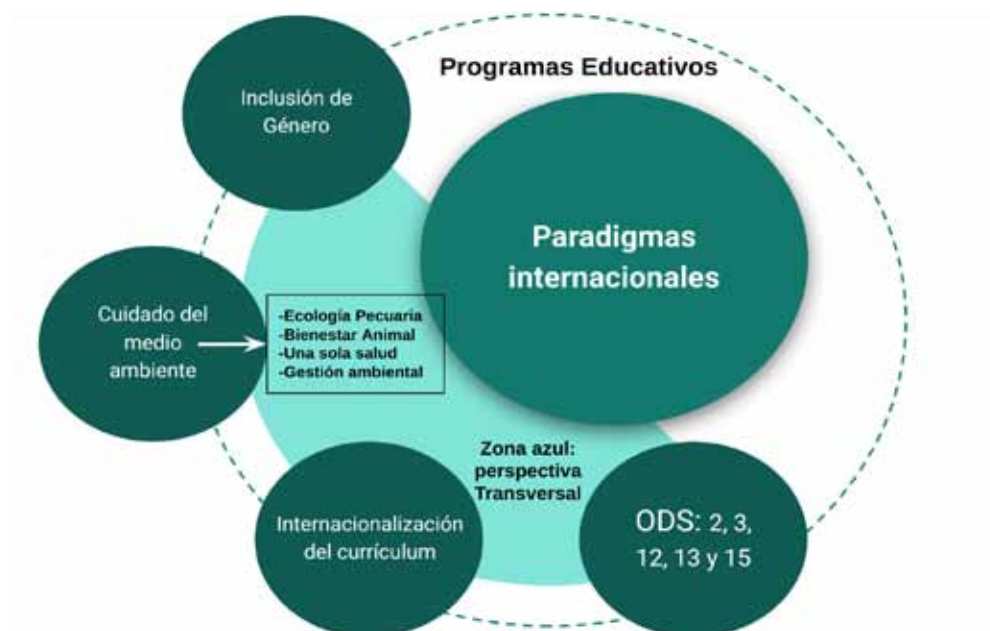 Programas Educativos
Inclusión de
Género
Paradigmas
internacionales
Cuidado del
medio
ambiente
-Ecología Pecuaria
-Bienestar Animal
-Una sola salud
-Gestión ambiental
Zona azul:
perspectiva
Transversal
Internacionalización
del currículum
ODS: 2, 3,
12, 13 y 15